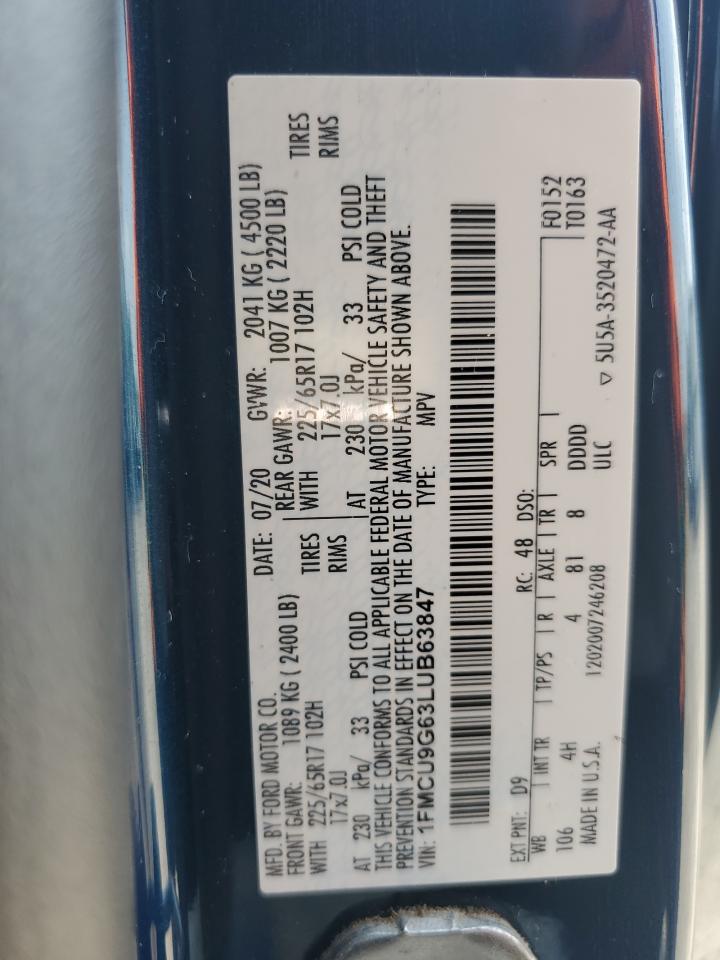 MFD. BY FORD MOTOR CO. DATE: 07/20 GVWR: 2041 KG ( 4500 LB)
FRONT GAWR: 1089 KG ( 2400 LB) REAR GAWR: 1007 KG ( 2220 LB)
WITH 225/65R17 102H TIRES WITH 225/65R17 102H TIRES
17x7.0J RIMS 17x7.0J RIMS
AT 230 kPa/ 33 PSI COLD AT 230 kPa/ 33 PSI COLD
THIS VEHICLE CONFORMS TO ALL APPLICABLE FEDERAL MOTOR VEHICLE SAFETY AND THEFT
PREVENTION STANDARDS IN EFFECT ON THE DATE OF MANUFACTURE SHOWN ABOVE.
VIN: 1FMCU9G63LUB63847 TYPE: MPV
EXT PNT: D9 RC: 48 DSO: F0152
WB INT TR TP/PS R AXLE TR SPR T0163
106 4H 4 81 8 DDDD
MADE IN U.S.A. 1202007246208 ULC ▽ 5U5A-3520472-AA